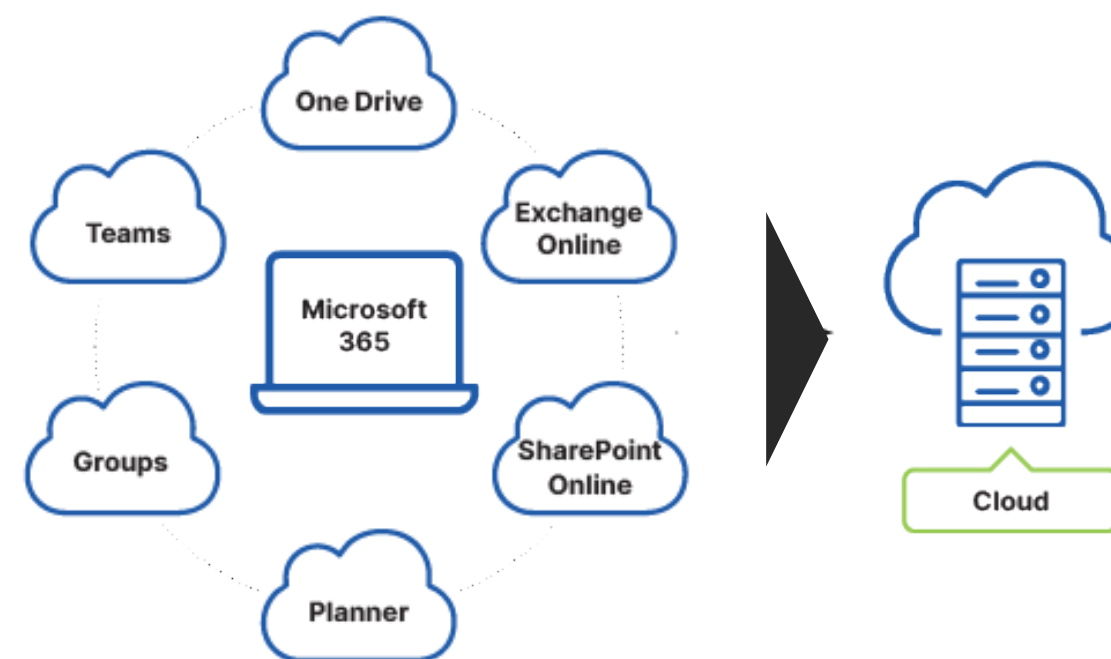 One Drive
Teams
Exchange
Online
Microsoft
365
Groups
SharePoint
Online
Planner
Cloud